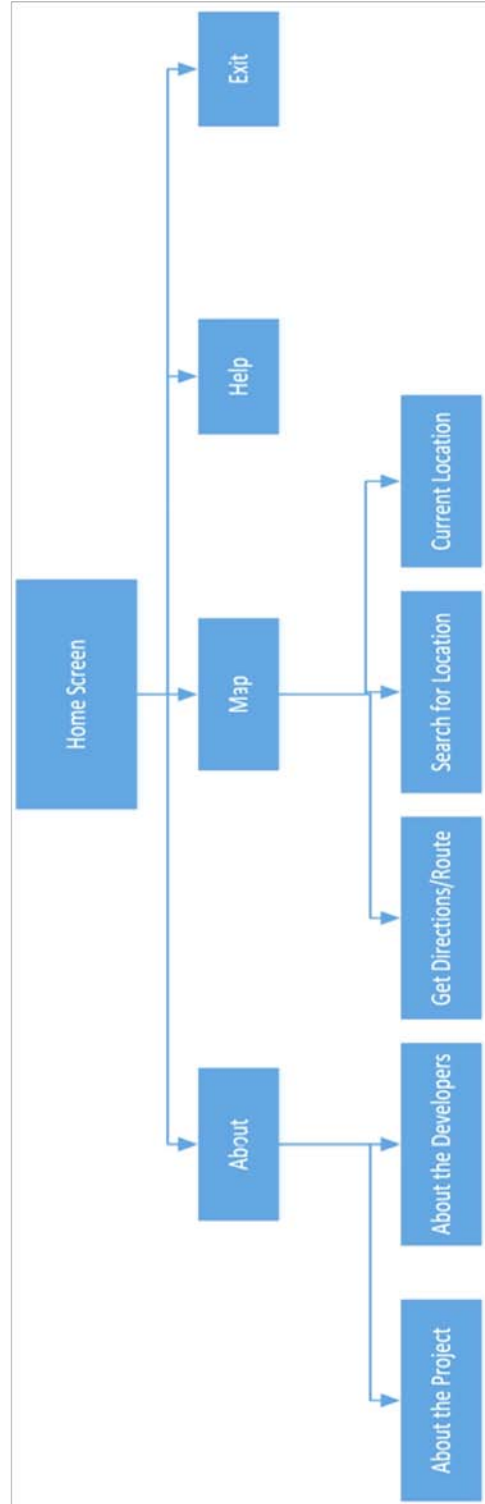 Home Screen
About
Map
Help
Exit
About the Project
About the Developers
Get Directions/Route
Search for Location
Current Location